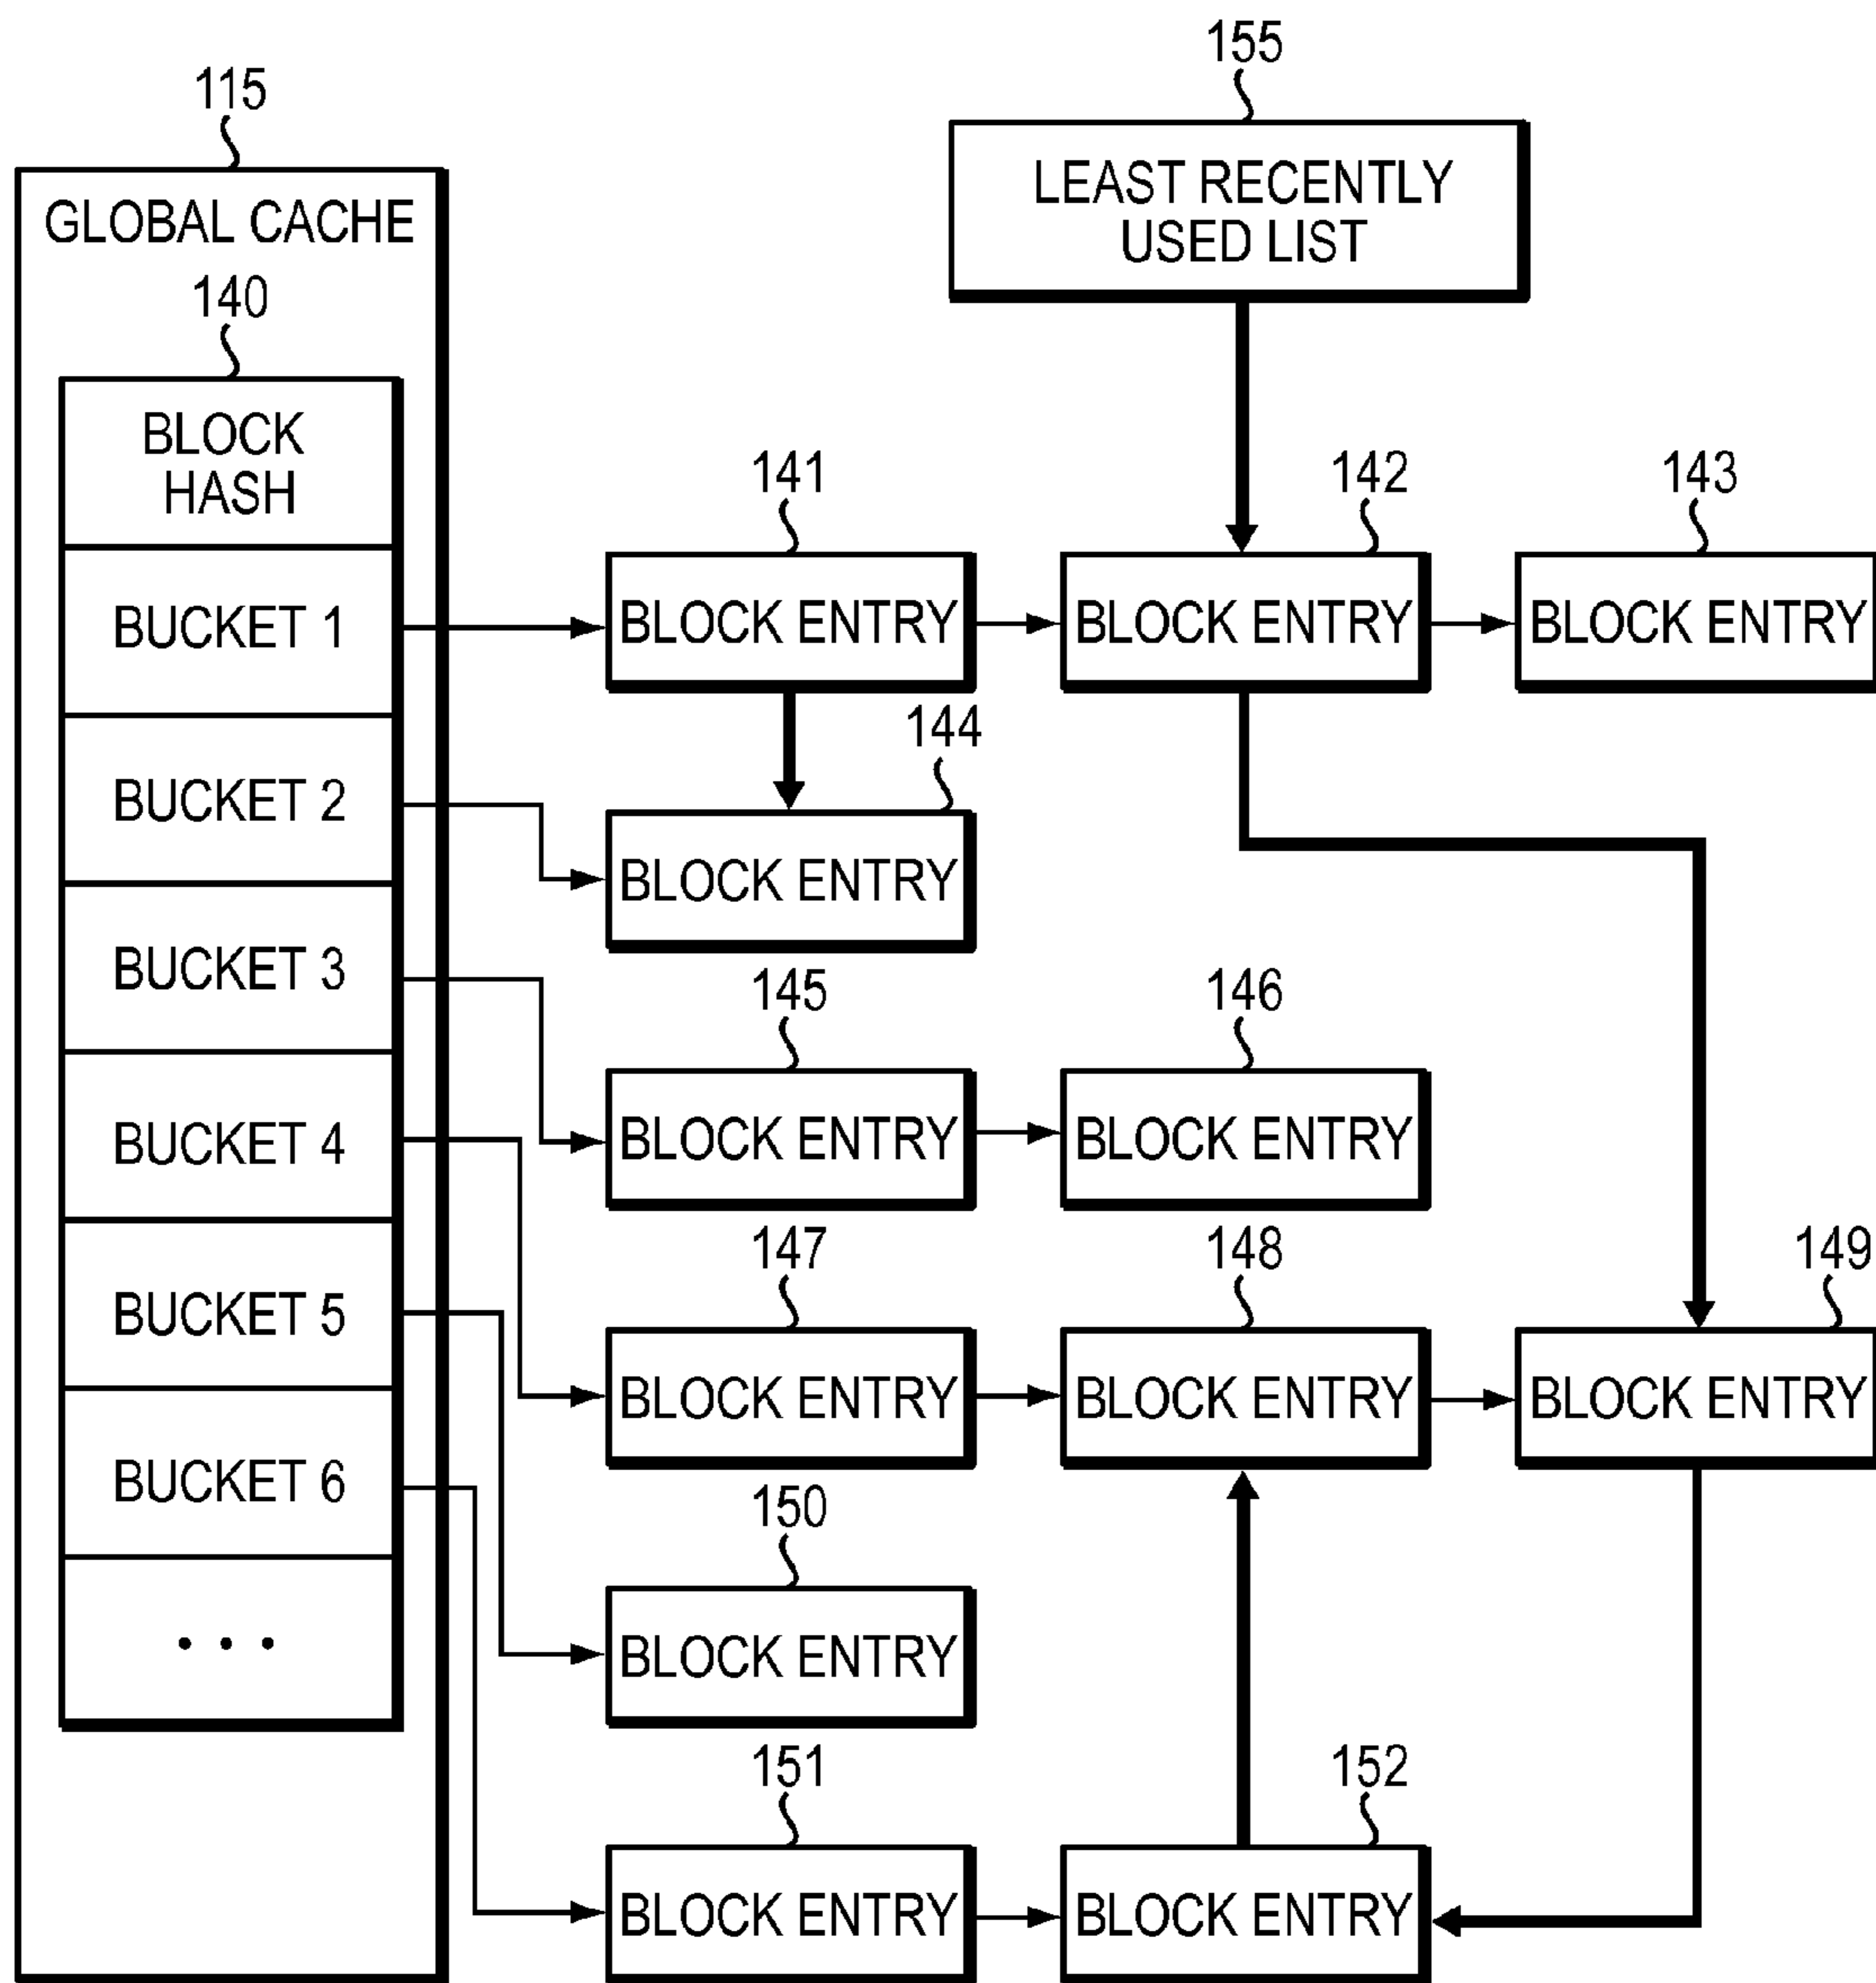 155
115
LEAST RECENTLY
USED LIST
GLOBAL CACHE
140
BLOCK
HASH
141
142
143
BUCKET 1
BLOCK ENTRY
BLOCK ENTRY
BLOCK ENTRY
144
BUCKET 2
BLOCK ENTRY
BUCKET 3
145
146
BUCKET 4
BLOCK ENTRY
BLOCK ENTRY
147
148
149
BUCKET 5
BLOCK ENTRY
BLOCK ENTRY
BLOCK ENTRY
BUCKET 6
150
• • •
BLOCK ENTRY
151
152
BLOCK ENTRY
BLOCK ENTRY